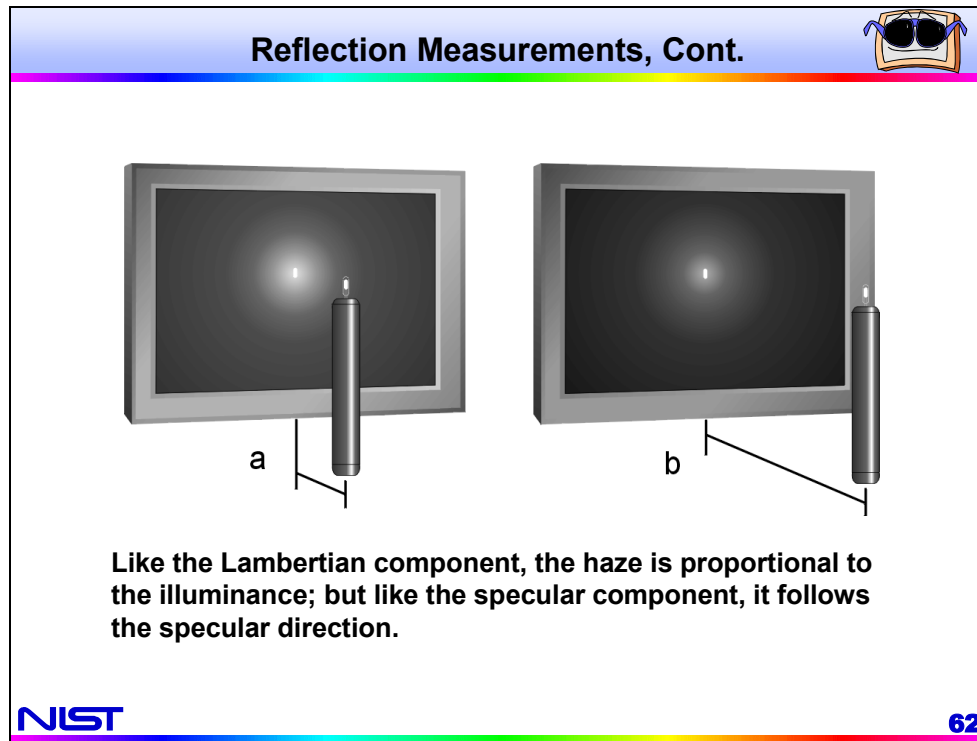 Reflection Measurements, Cont.
a
b
Like the Lambertian component, the haze is proportional to
the illuminance; but like the specular component, it follows
the specular direction.
NIST
62